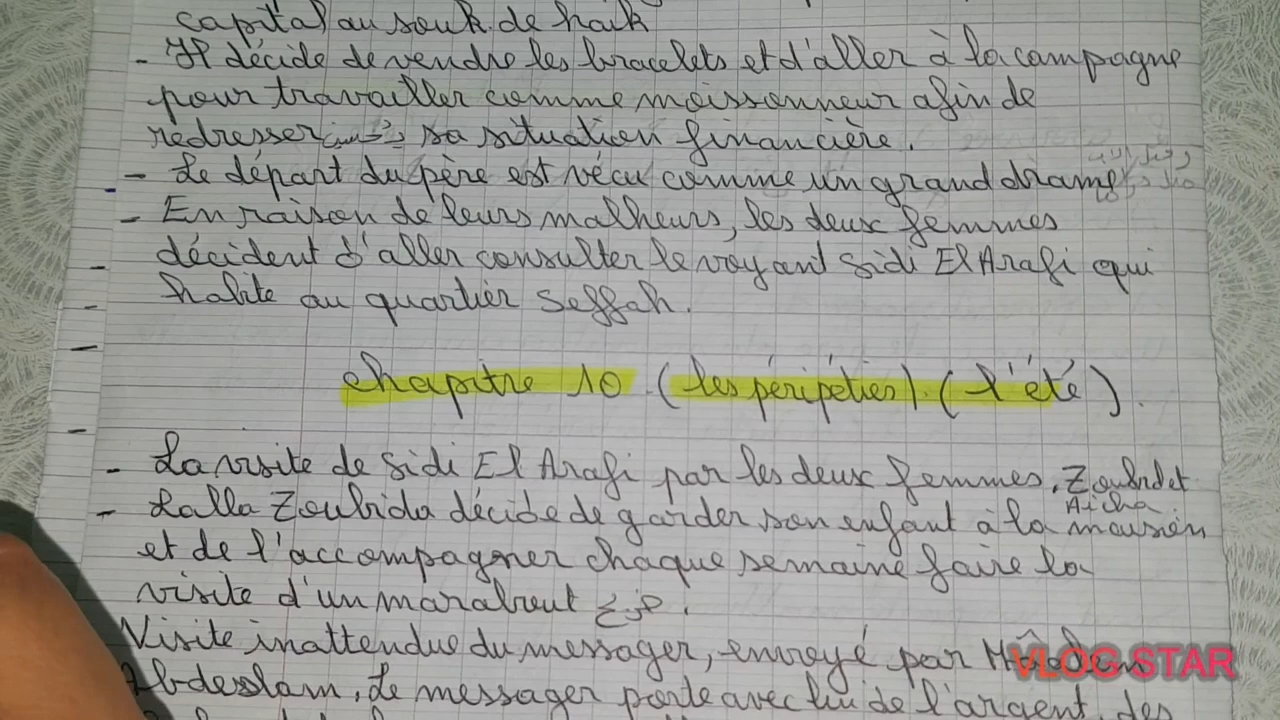 capital au souk de haik
- Il décide de vendre les bracelets et d'aller à la campagne
pour travailler comme moissonneur afin de
redresser sa situation financière.
- Le départ du père est vécu comme un grand drame
- En raison de leurs malheurs, les deux femmes
décident d'aller consulter le voyant Sidi El Arafi qui
habite au quartier Seffah.
Chapitre 10 (les péripéties). (l'été).
- La visite de Sidi El Arafi par les deux femmes. Zoubida et
Aicha
- Lalla Zoubida décide de garder son enfant à la maison
et de l'accompagner chaque semaine faire la
visite d'un marabout ضريح.
Visite inattendue du messager, envoyé par
Abdeslam. Le messager porte avec lui de l'argent, des
VLOG STAR